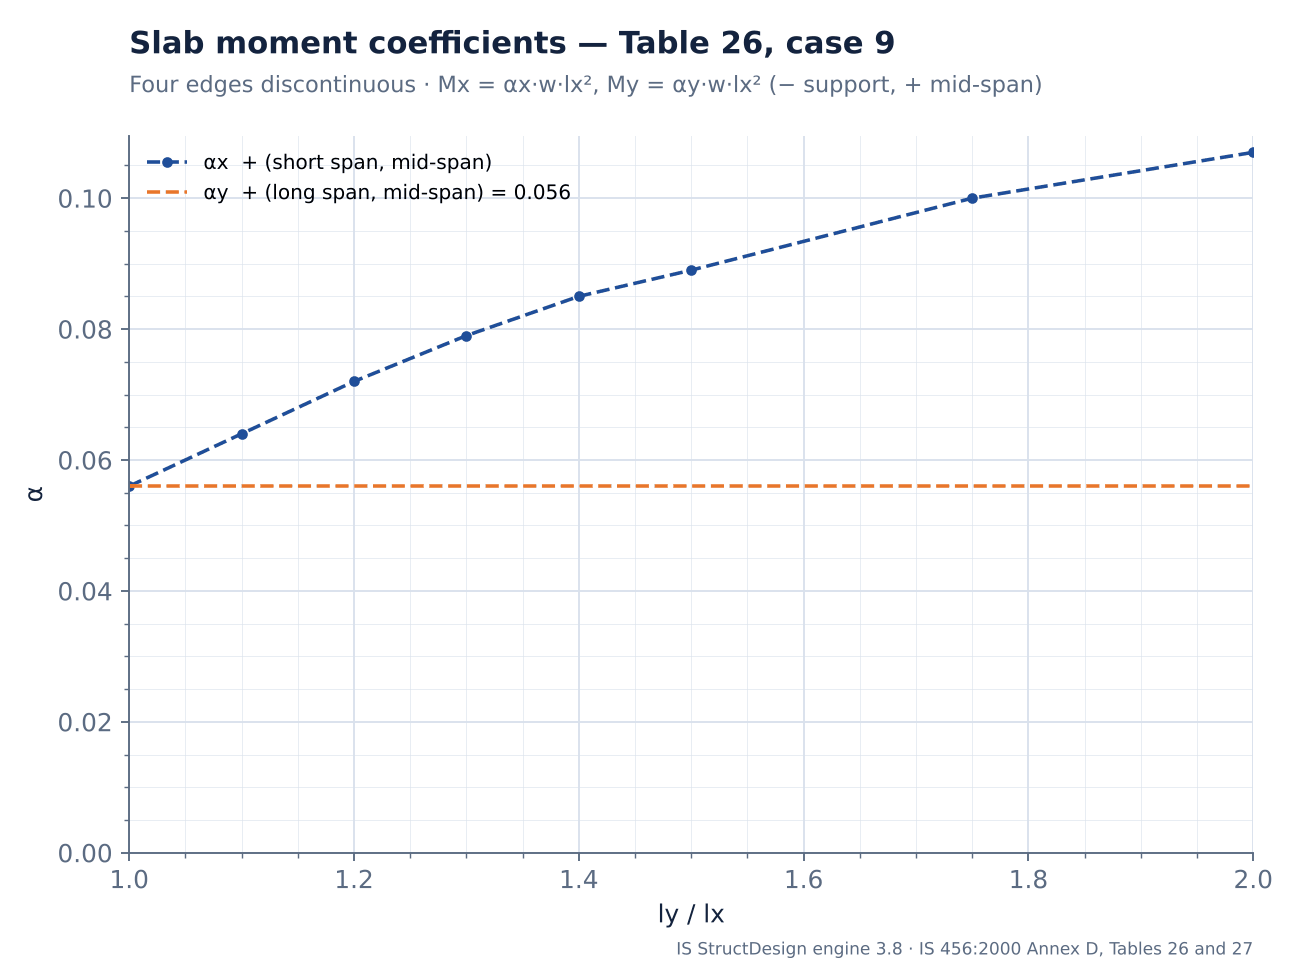 Slab moment coefficients — Table 26, case 9
Four edges discontinuous · Mx = αx·w·lx², My = αy·w·lx² (− support, + mid-span)
αx  + (short span, mid-span)
αy  + (long span, mid-span) = 0.056
0.10
0.08
0.06
0.04
0.02
0.00
α
1.0 1.2 1.4 1.6 1.8 2.0
ly / lx
IS StructDesign engine 3.8 · IS 456:2000 Annex D, Tables 26 and 27